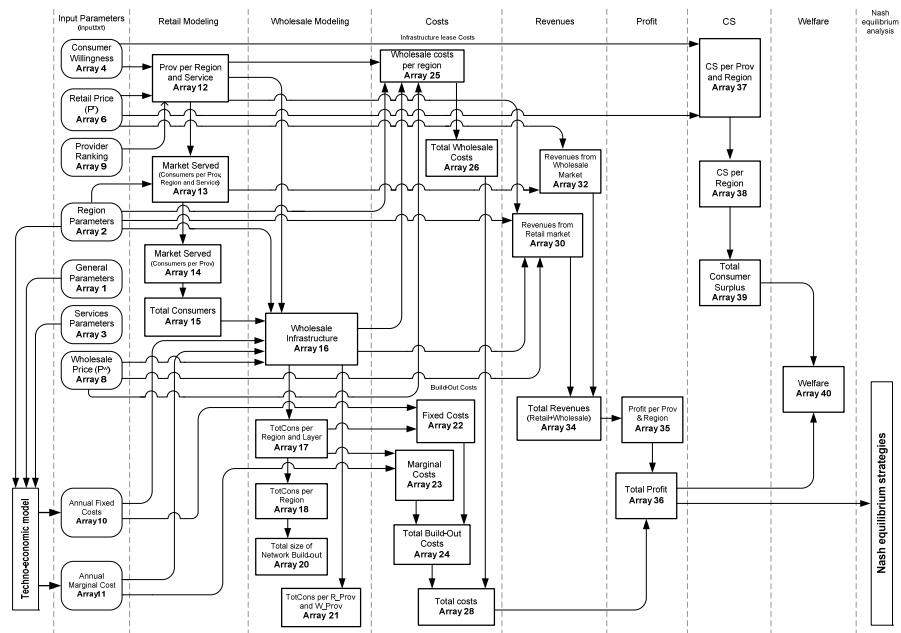 Input Parameters
(input.txt)
Retail Modeling
Wholesale Modeling
Costs
Revenues
Profit
CS
Welfare
Nash
equilibrium
analysis
Infrastructure lease Costs
Consumer
Willingness
Array 4
Retail Price
(Pr)
Array 6
Provider
Ranking
Array 9
Region
Parameters
Array 2
General
Parameters
Array 1
Services
Parameters
Array 3
Wholesale
Price (Pw)
Array 8
Annual Fixed
Costs
Array10
Annual
Marginal Cost
Array11
Techno-economic model
Prov per Region
and Service
Array 12
Market Served
(Consumers per Prov,
Region and Service)
Array 13
Market Served
(Consumers per Prov)
Array 14
Total Consumers
Array 15
Wholesale
Infrastructure
Array 16
TotCons per
Region and Layer
Array 17
TotCons per
Region
Array 18
Total size of
Network Build-out
Array 20
TotCons per R_Prov
and W_Prov
Array 21
Wholesale costs
per region
Array 25
Total Wholesale
Costs
Array 26
Build-Out Costs
Fixed Costs
Array 22
Marginal
Costs
Array 23
Total Build-Out
Costs
Array 24
Total costs
Array 28
Revenues from
Wholesale
Market
Array 32
Revenues from
Retail market
Array 30
Total Revenues
(Retail+Wholesale)
Array 34
Profit per Prov
& Region
Array 35
Total Profit
Array 36
CS per Prov
and Region
Array 37
CS per
Region
Array 38
Total
Consumer
Surplus
Array 39
Welfare
Array 40
Nash equilibrium strategies